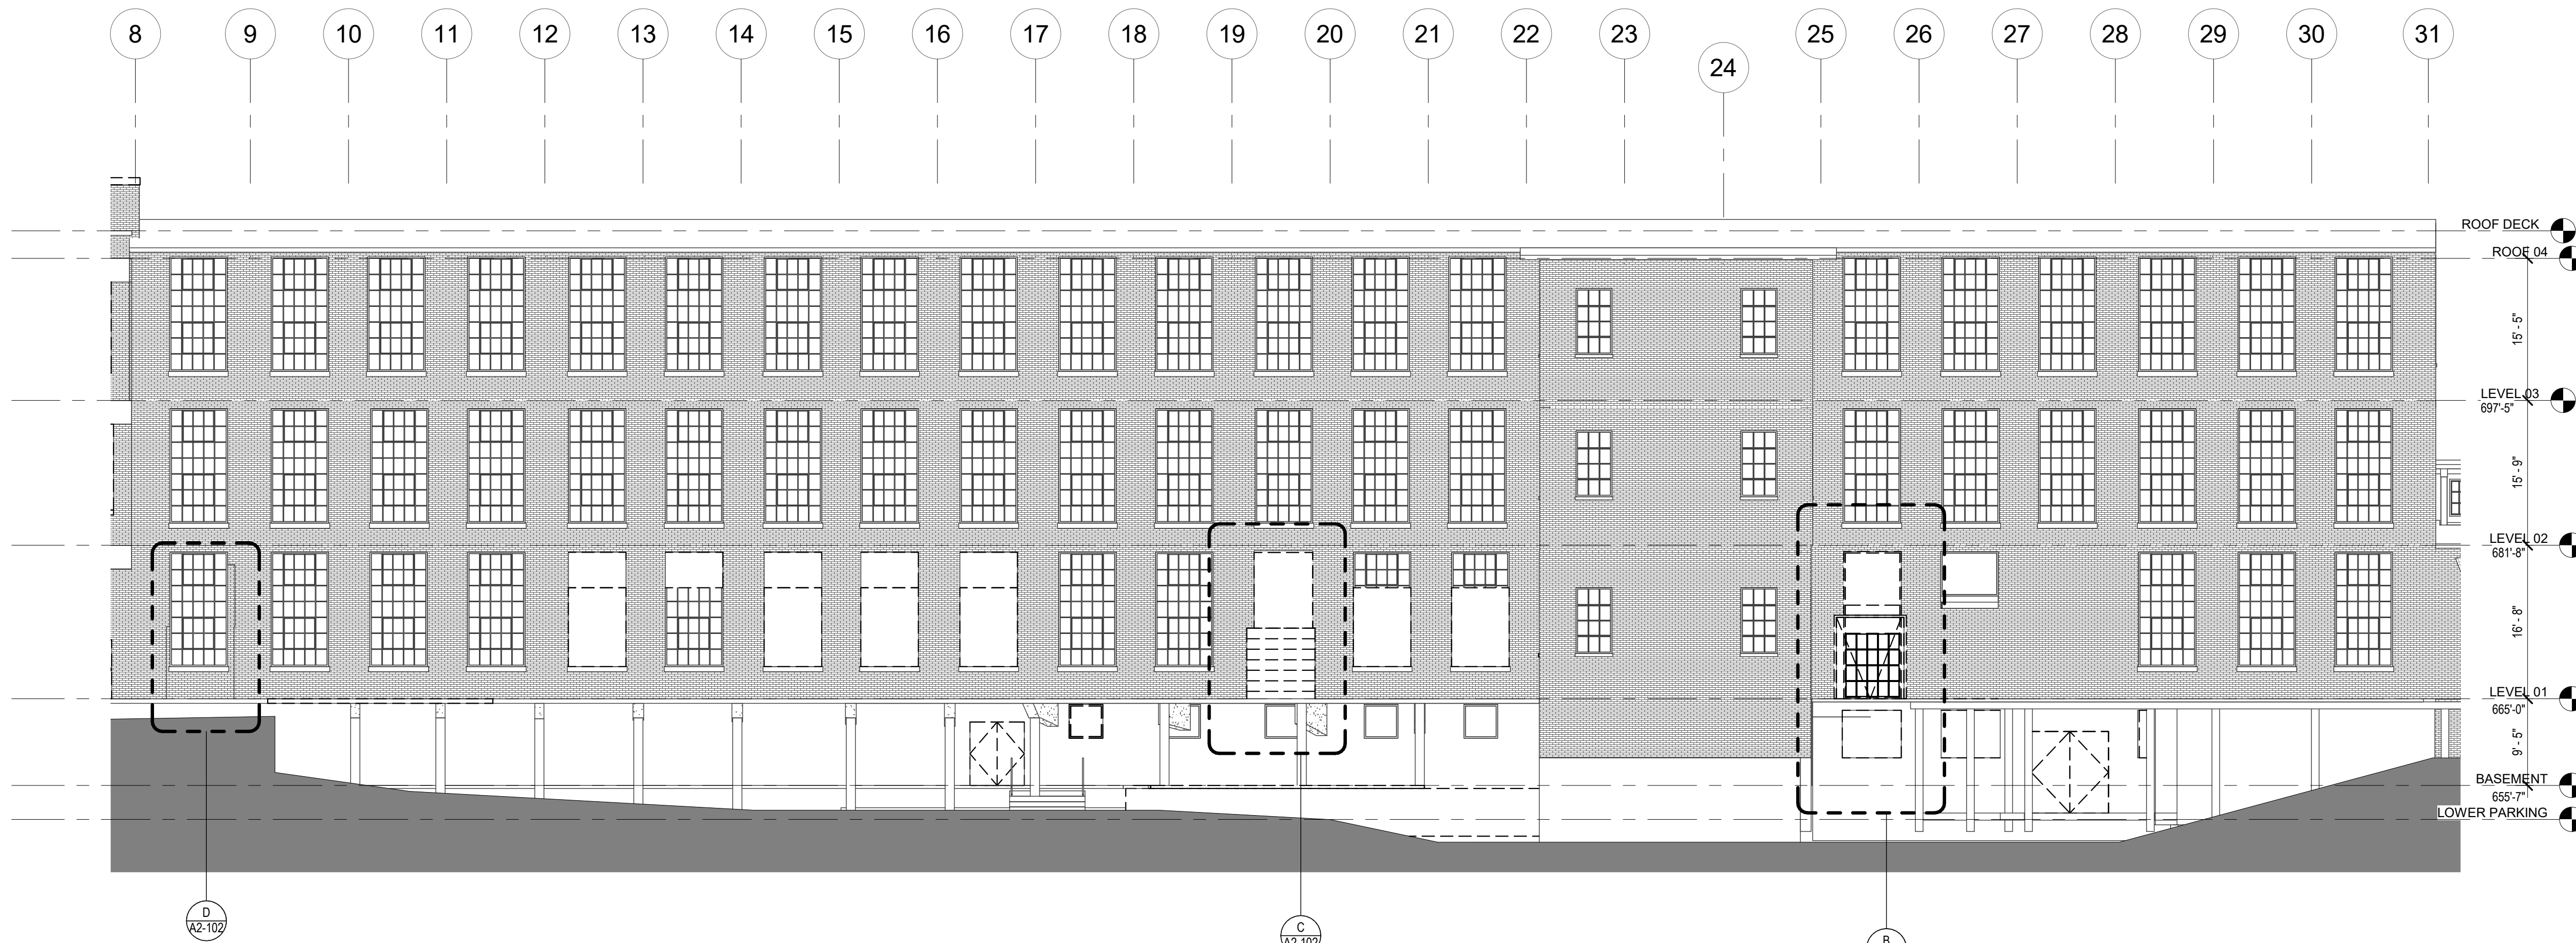 8 9 10 11 12 13 14 15 16 17 18 19 20 21 22 23 25 26 27 28 29 30 31
24
ROOF DECK
ROOF 04
15' - 5"
LEVEL 03
697'-5"
15' - 9"
LEVEL 02
681'-8"
16' - 8"
LEVEL 01
665'-0"
9' - 5"
BASEMENT
655'-7"
LOWER PARKING
D
A2-102
C
A2-102
B